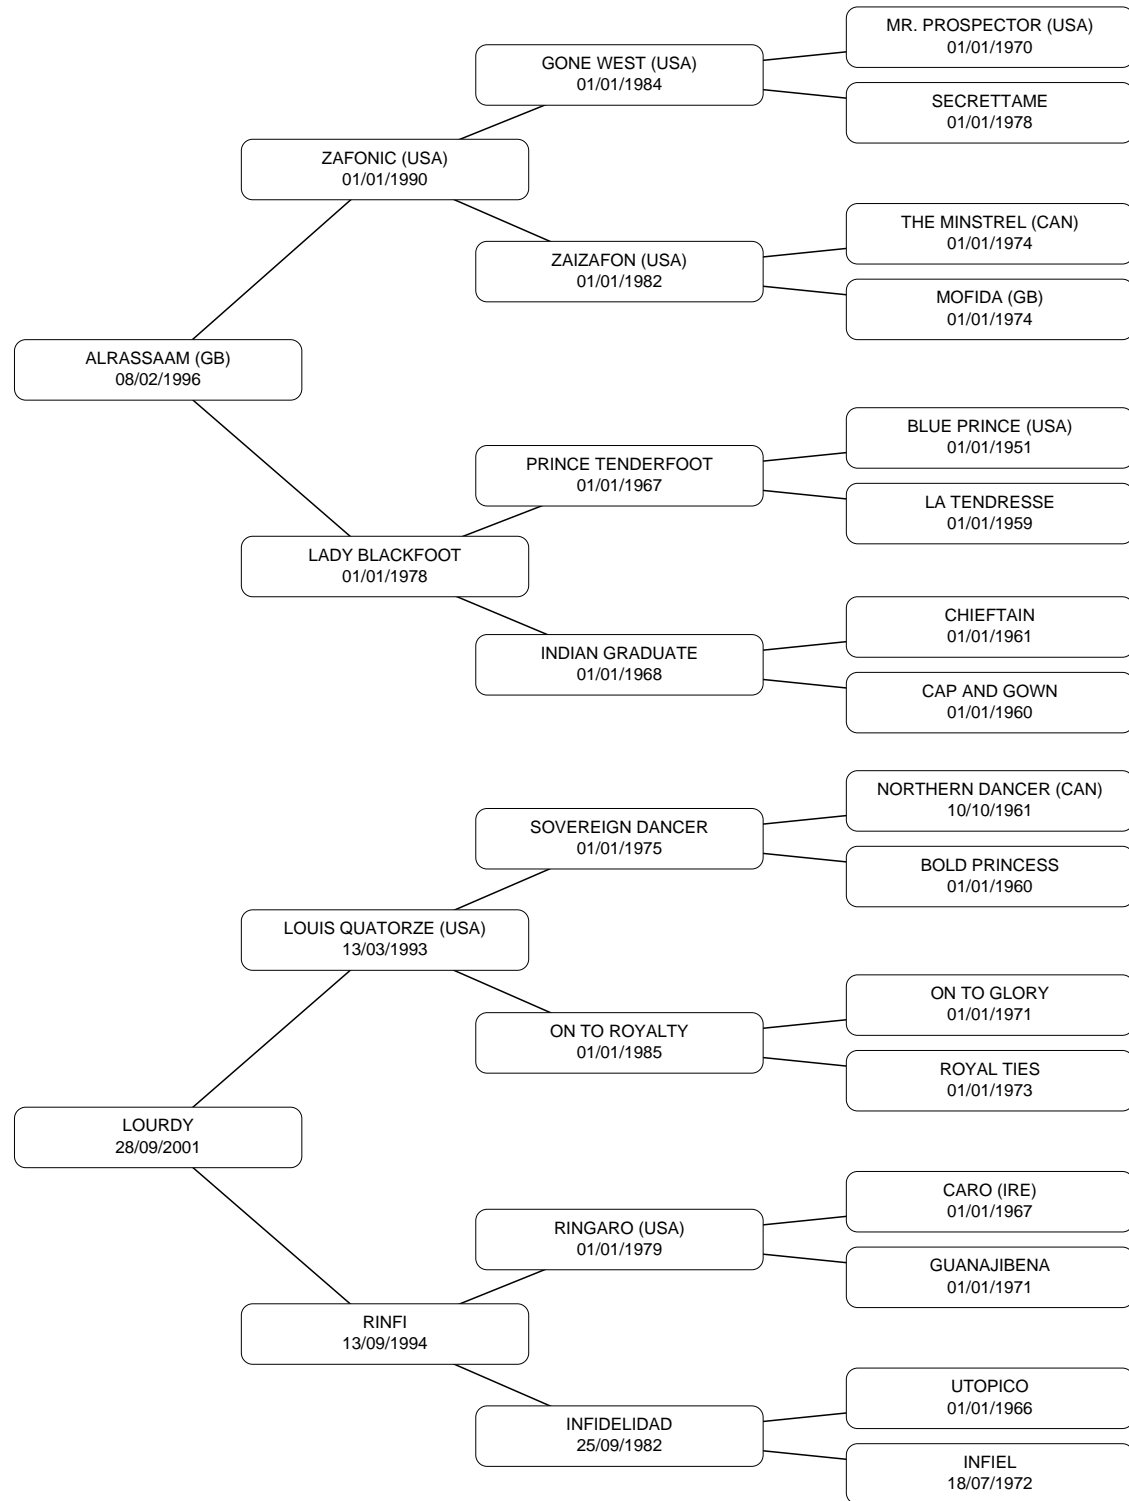 MR. PROSPECTOR (USA)
01/01/1970
GONE WEST (USA)
01/01/1984
SECRETTAME
01/01/1978
ZAFONIC (USA)
01/01/1990
THE MINSTREL (CAN)
01/01/1974
ZAIZAFON (USA)
01/01/1982
MOFIDA (GB)
01/01/1974
ALRASSAAM (GB)
08/02/1996
BLUE PRINCE (USA)
01/01/1951
PRINCE TENDERFOOT
01/01/1967
LA TENDRESSE
01/01/1959
LADY BLACKFOOT
01/01/1978
CHIEFTAIN
01/01/1961
INDIAN GRADUATE
01/01/1968
CAP AND GOWN
01/01/1960
NORTHERN DANCER (CAN)
10/10/1961
SOVEREIGN DANCER
01/01/1975
BOLD PRINCESS
01/01/1960
LOUIS QUATORZE (USA)
13/03/1993
ON TO GLORY
01/01/1971
ON TO ROYALTY
01/01/1985
ROYAL TIES
01/01/1973
LOURDY
28/09/2001
CARO (IRE)
01/01/1967
RINGARO (USA)
01/01/1979
GUANAJIBENA
01/01/1971
RINFI
13/09/1994
UTOPICO
01/01/1966
INFIDELIDAD
25/09/1982
INFIEL
18/07/1972